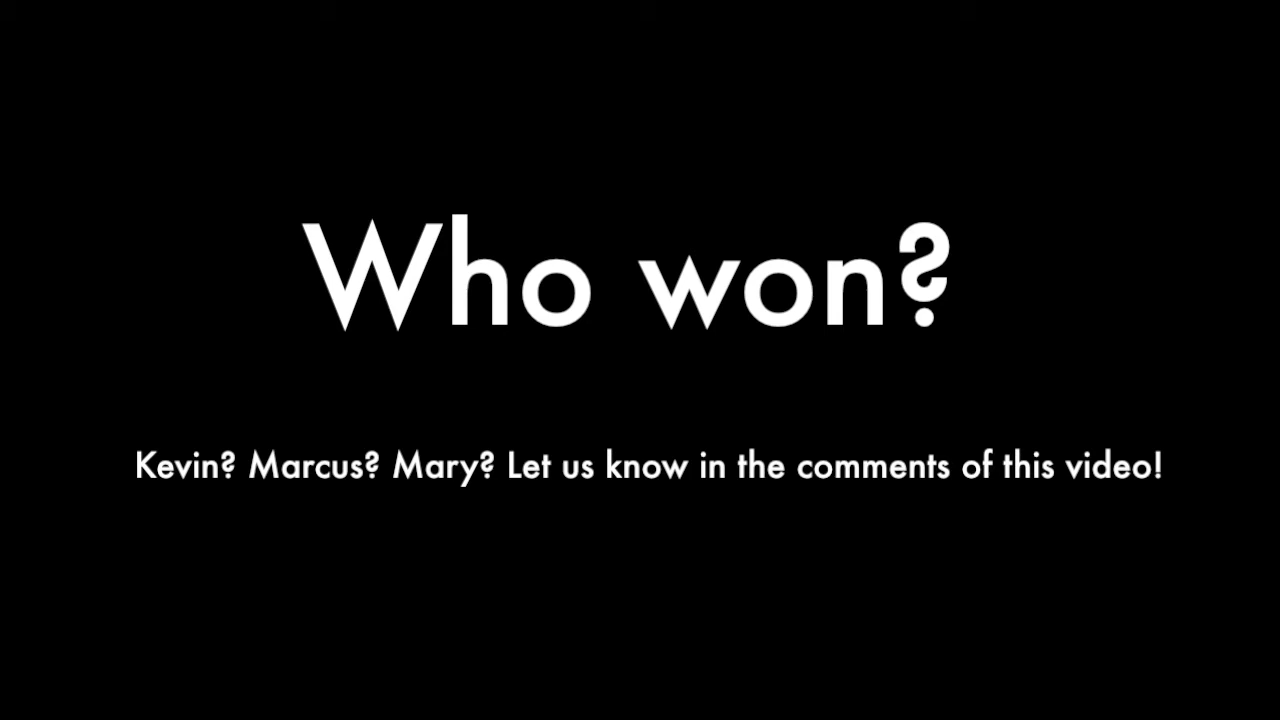 Who won?
Kevin? Marcus? Mary? Let us know in the comments of this video!